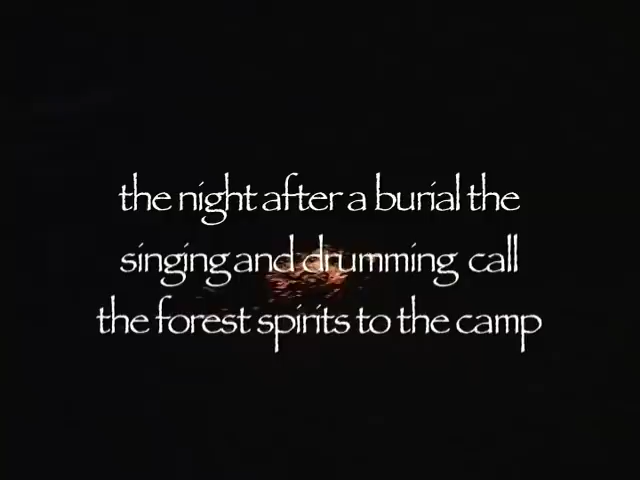 the night after a burial the
singing and drumming call
the forest spirits to the camp